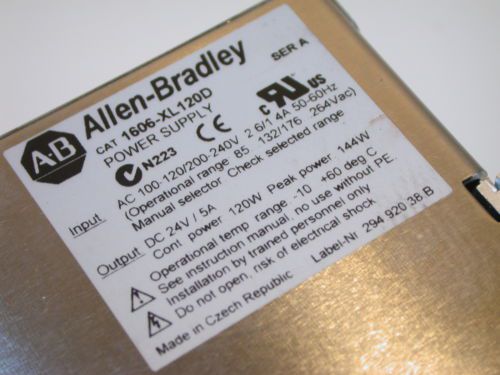 AB Allen-Bradley
CAT 1606-XL120D SER A
POWER SUPPLY
N223 CE c UL us
Input AC 100-120/200-240V 2.6/1.4A 50-60Hz
(Operational range 85 132/176 264Vac)
Manual selector Check selected range
Output DC 24V / 5A
Cont power 120W Peak power 144W
Operational temp range -10 +60 deg C
See instruction manual, no use without PE.
Installation by trained personnel only
Do not open, risk of electrical shock
Made in Czech Republic Label-Nr 294 920.38 B